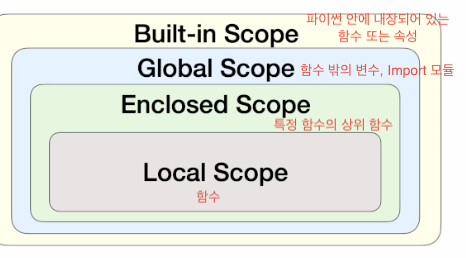 파이썬 안에 내장되어 있는
Built-in Scope 함수 또는 속성
Global Scope 함수 밖의 변수, Import 모듈
Enclosed Scope
특정 함수의 상위 함수
Local Scope
함수